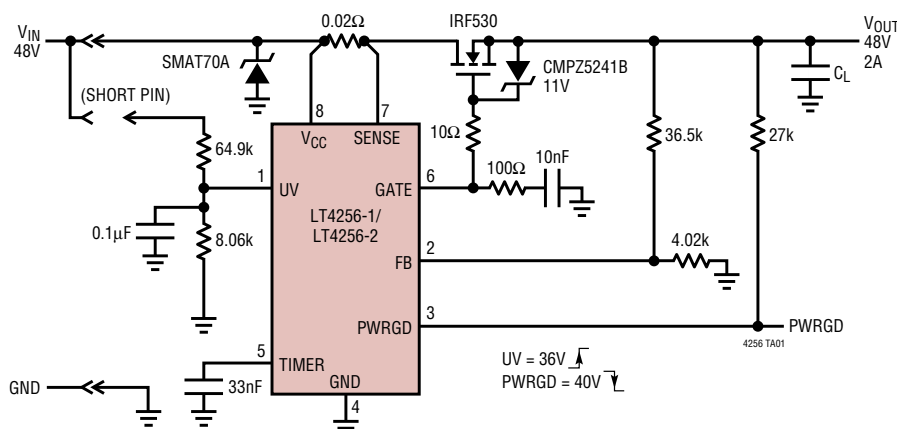 VIN
48V
0.02Ω
IRF530
VOUT
48V
2A
SMAT70A
CMPZ5241B
11V
CL
(SHORT PIN)
8
7
VCC
SENSE
10Ω
36.5k
27k
64.9k
100Ω
10nF
1
UV
GATE
6
LT4256-1/
LT4256-2
0.1µF
8.06k
FB
2
4.02k
PWRGD
3
PWRGD
4256 TA01
5
TIMER
UV = 36V
PWRGD = 40V
GND
33nF
GND
4